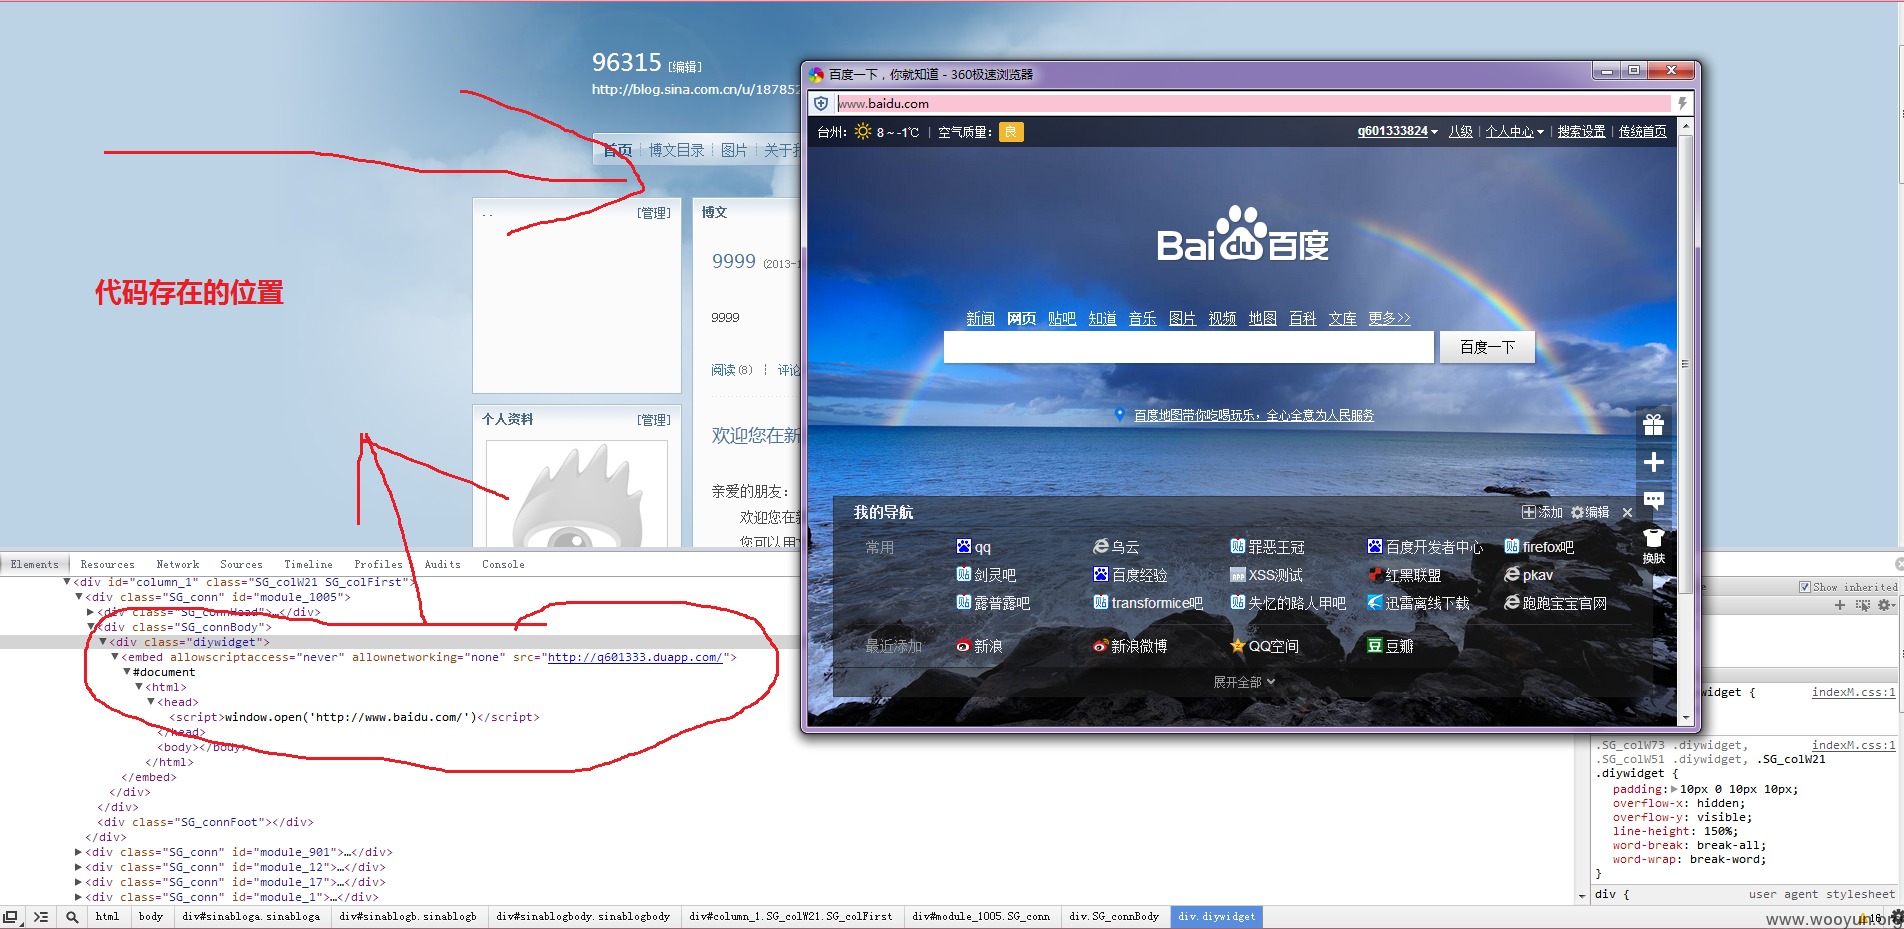 96315 [编辑]
http://blog.sina.com.cn/u/18785
首页 博文目录 图片 关于我
.. [管理]
博文
9999 (2013-1
9999
阅读(8) ┆ 评论
代码存在的位置
个人资料 [管理]
欢迎您在新
亲爱的朋友：
欢迎您在新
您可以用
百度一下，你就知道 - 360极速浏览器
www.baidu.com
台州： 8 ~ -1℃ | 空气质量： 良
q601333824 八级 | 个人中心 | 搜索设置 | 传统首页
Bai du 百度
新闻 网页 贴吧 知道 音乐 图片 视频 地图 百科 文库 更多>>
百度一下
百度地图带你吃喝玩乐，全心全意为人民服务
换肤
我的导航 添加 编辑
常用 qq 乌云 罪恶王冠 百度开发者中心 firefox吧
剑灵吧 百度经验 XSS测试 红黑联盟 pkav
露普露吧 transformice吧 失忆的路人甲吧 迅雷离线下载 跑跑宝宝官网
最近添加 新浪 新浪微博 QQ空间 豆瓣
展开全部
Elements Resources Network Sources Timeline Profiles Audits Console
▼<div id="column_1" class="SG_colW21 SG_colFirst">
▼<div class="SG_conn" id="module_1005">
▶<div class="SG_connHead">…</div>
▼<div class="SG_connBody">
▼<div class="diywidget">
▼<embed allowscriptaccess="never" allownetworking="none" src="http://q601333.duapp.com/">
▼#document
▼<html>
▼<head>
<script>window.open('http://www.baidu.com/')</script>
</head>
<body></body>
</html>
</embed>
</div>
</div>
<div class="SG_connFoot"></div>
</div>
▶<div class="SG_conn" id="module_901">…</div>
▶<div class="SG_conn" id="module_12">…</div>
▶<div class="SG_conn" id="module_17">…</div>
▶<div class="SG_conn" id="module_1">…</div>
Show inherited
widget { indexM.css:1
.SG_colW73 .diywidget, indexM.css:1
.SG_colW51 .diywidget, .SG_colW21
.diywidget {
padding:▶10px 0 10px 10px;
overflow-x: hidden;
overflow-y: visible;
line-height: 150%;
word-break: break-all;
word-wrap: break-word;
}
div { user agent stylesheet
html body div#sinabloga.sinabloga div#sinablogb.sinablogb div#sinablogbody.sinablogbody div#column_1.SG_colW21.SG_colFirst div#module_1005.SG_conn div.SG_connBody div.diywidget
www.wooyun.org